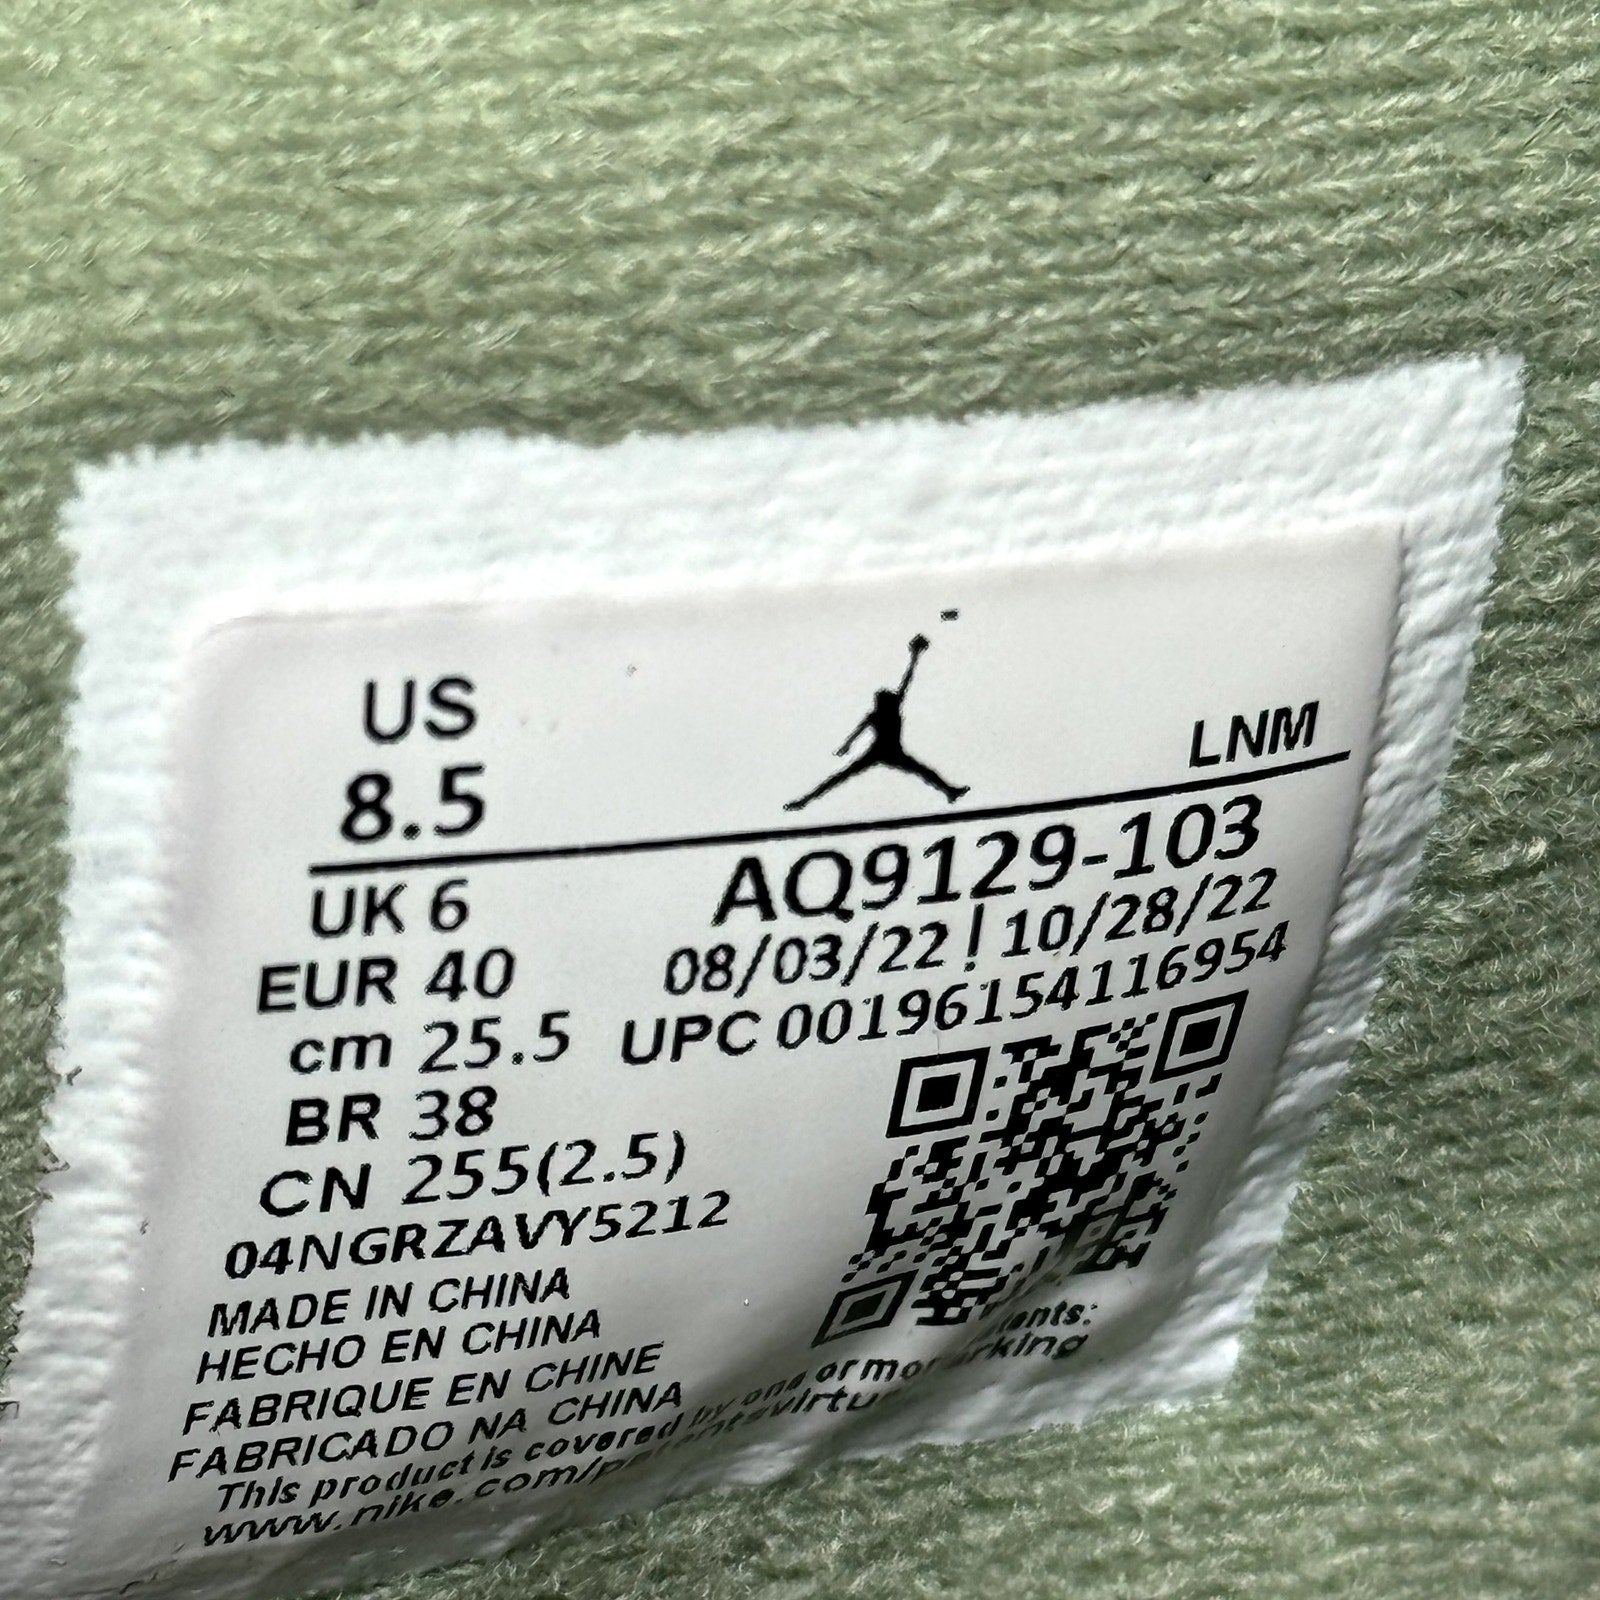 US
8.5
LNM
UK 6
AQ9129-103
EUR 40
08/03/22 ! 10/28/22
cm 25.5
UPC 00196154116954
BR 38
CN 255(2.5)
04NGRZAVY5212
MADE IN CHINA
HECHO EN CHINA
FABRIQUE EN CHINE
FABRICADO NA CHINA
This product is covered by one or more
www.nike.com/patents